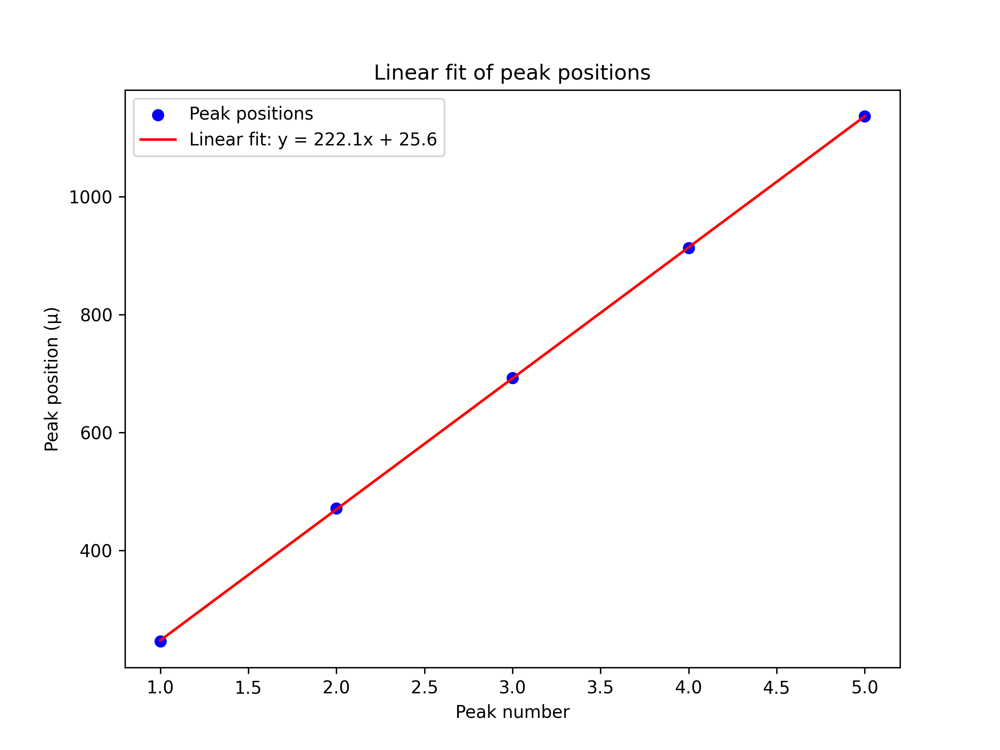 Linear fit of peak positions
Peak positions
Linear fit: y = 222.1x + 25.6
1000
800
600
400
Peak position (μ)
1.0 1.5 2.0 2.5 3.0 3.5 4.0 4.5 5.0
Peak number